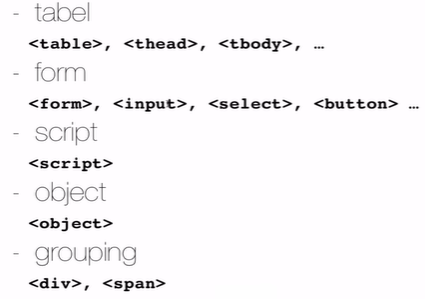 - tabel
<table>, <thead>, <tbody>, …
- form
<form>, <input>, <select>, <button> …
- script
<script>
- object
<object>
- grouping
<div>, <span>